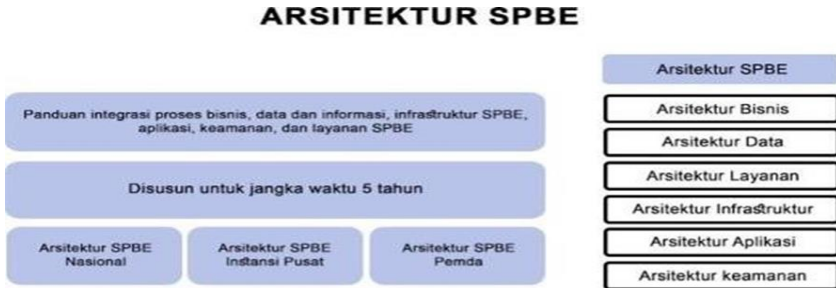 ARSITEKTUR SPBE
Panduan integrasi proses bisnis, data dan informasi, infrastruktur SPBE,
aplikasi, keamanan, dan layanan SPBE
Disusun untuk jangka waktu 5 tahun
Arsitektur SPBE
Nasional
Arsitektur SPBE
Instansi Pusat
Arsitektur SPBE
Pemda
Arsitektur SPBE
Arsitektur Bisnis
Arsitektur Data
Arsitektur Layanan
Arsitektur Infrastruktur
Arsitektur Aplikasi
Arsitektur keamanan